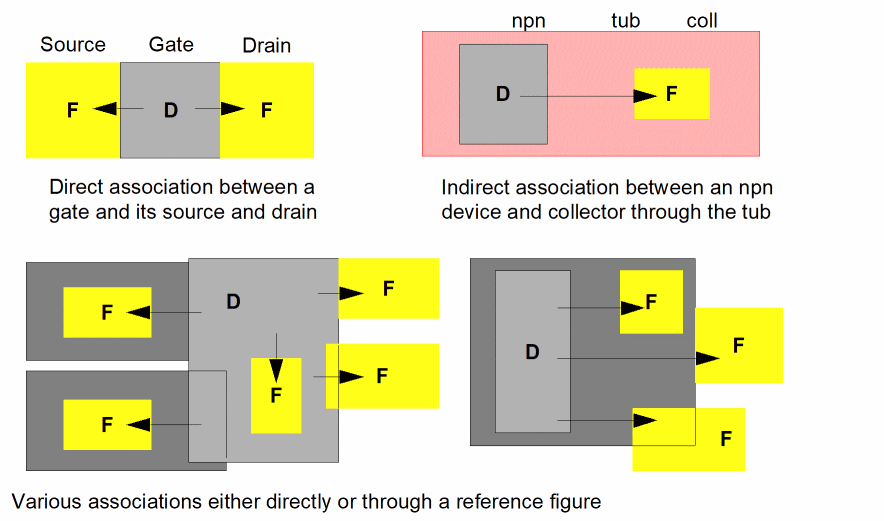 Source Gate Drain
F D F
Direct association between a
gate and its source and drain
npn tub coll
D F
Indirect association between an npn
device and collector through the tub
F D F
F F
F
D F
F
F
Various associations either directly or through a reference figure